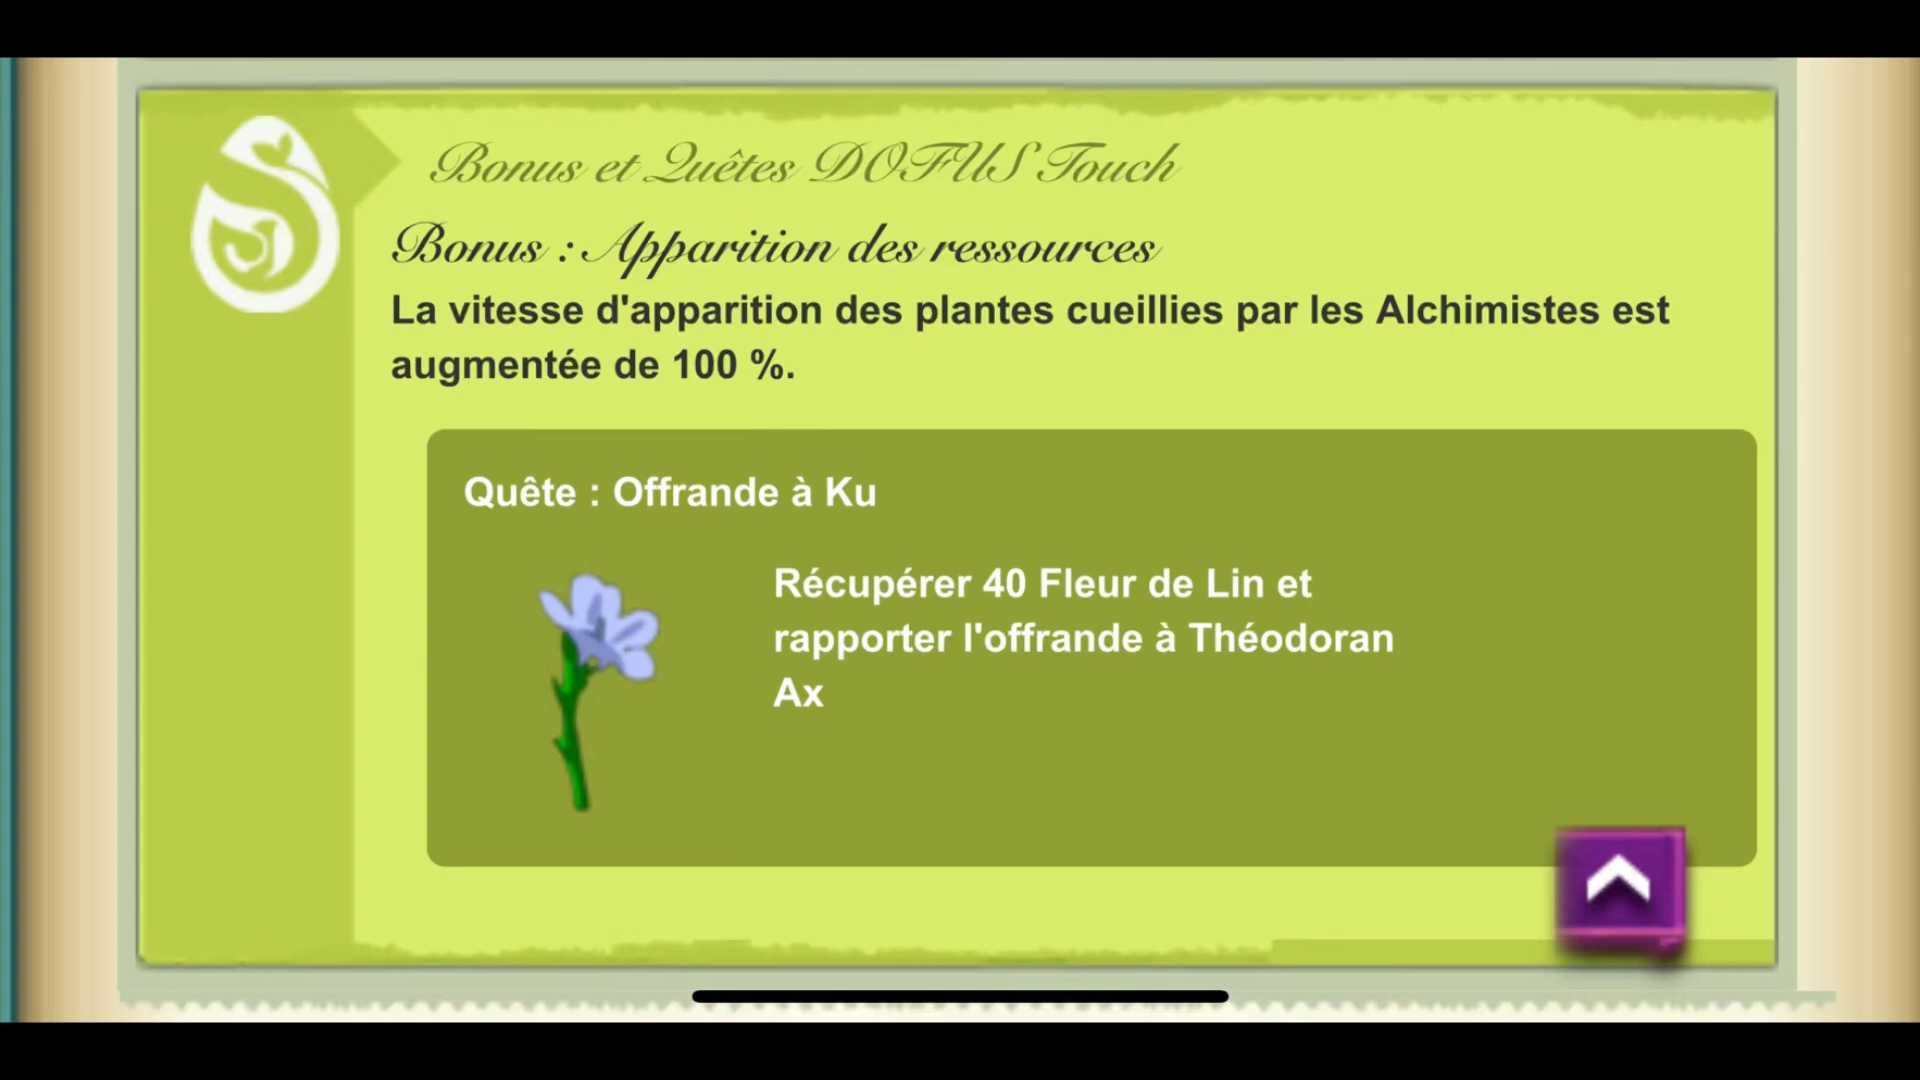 Bonus et Quêtes DOFUS Touch
Bonus : Apparition des ressources
La vitesse d'apparition des plantes cueillies par les Alchimistes est
augmentée de 100 %.
Quête : Offrande à Ku
Récupérer 40 Fleur de Lin et
rapporter l'offrande à Théodoran
Ax